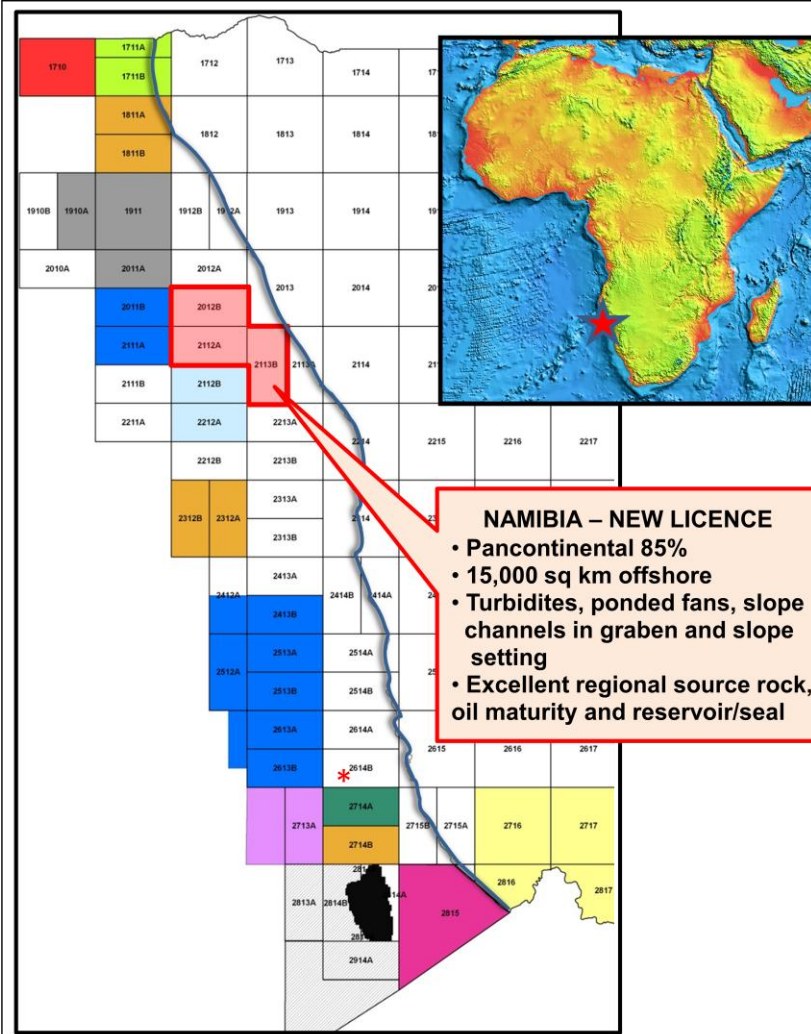 1711A
1710
1711B
1712
1713
1714
1811A
1811B
1812
1813
1814
1910B
1910A
1911
1912B
1913
1914
2010A
2011A
2012A
2011B
2012B
2013
2014
2111A
2112A
2113B
2113A
2114
2111B
2112B
2211A
2212A
2213A
2214
2215
2216
2217
2212B
2213B
2312B
2312A
2313A
2313B
2412A
2413A
2414B
2413B
2512A
2513A
2514A
2513B
2514B
2613A
2614A
2615
2616
2617
2613B
2614B
*
2713A
2714A
2715B
2715A
2716
2717
2714B
2813A
2814B
2815
2816
2817
2914A
NAMIBIA – NEW LICENCE
• Pancontinental 85%
• 15,000 sq km offshore
• Turbidites, ponded fans, slope
channels in graben and slope
setting
• Excellent regional source rock,
oil maturity and reservoir/seal